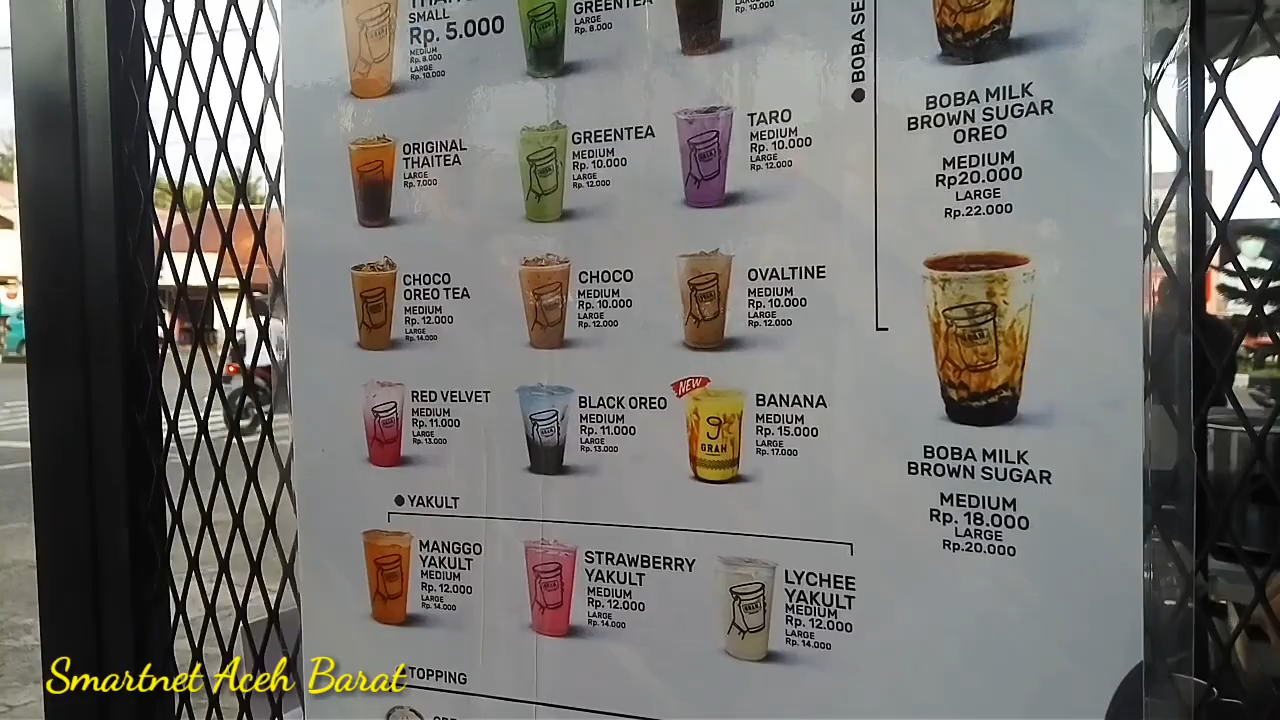 SMALL
Rp. 5.000
MEDIUM
Rp. 8.000
LARGE
Rp. 10.000
GREENTEA
LARGE
Rp. 8.000
Rp. 10.000
ORIGINAL
THAITEA
LARGE
Rp. 7.000
GREENTEA
MEDIUM
Rp. 10.000
LARGE
Rp. 12.000
TARO
MEDIUM
Rp. 10.000
LARGE
Rp. 12.000
CHOCO
OREO TEA
MEDIUM
Rp. 12.000
LARGE
Rp. 14.000
CHOCO
MEDIUM
Rp. 10.000
LARGE
Rp. 12.000
OVALTINE
MEDIUM
Rp. 10.000
LARGE
Rp. 12.000
RED VELVET
MEDIUM
Rp. 11.000
LARGE
Rp. 13.000
BLACK OREO
MEDIUM
Rp. 11.000
LARGE
Rp. 13.000
NEW
GRAH
BANANA
MEDIUM
Rp. 15.000
LARGE
Rp. 17.000
YAKULT
MANGGO
YAKULT
MEDIUM
Rp. 12.000
LARGE
Rp. 14.000
STRAWBERRY
YAKULT
MEDIUM
Rp. 12.000
LARGE
Rp. 14.000
LYCHEE
YAKULT
MEDIUM
Rp. 12.000
LARGE
Rp. 14.000
TOPPING
BOBA
BOBA MILK
BROWN SUGAR
OREO
MEDIUM
Rp20.000
LARGE
Rp.22.000
BOBA MILK
BROWN SUGAR
MEDIUM
Rp. 18.000
LARGE
Rp.20.000
Smartnet Aceh Barat